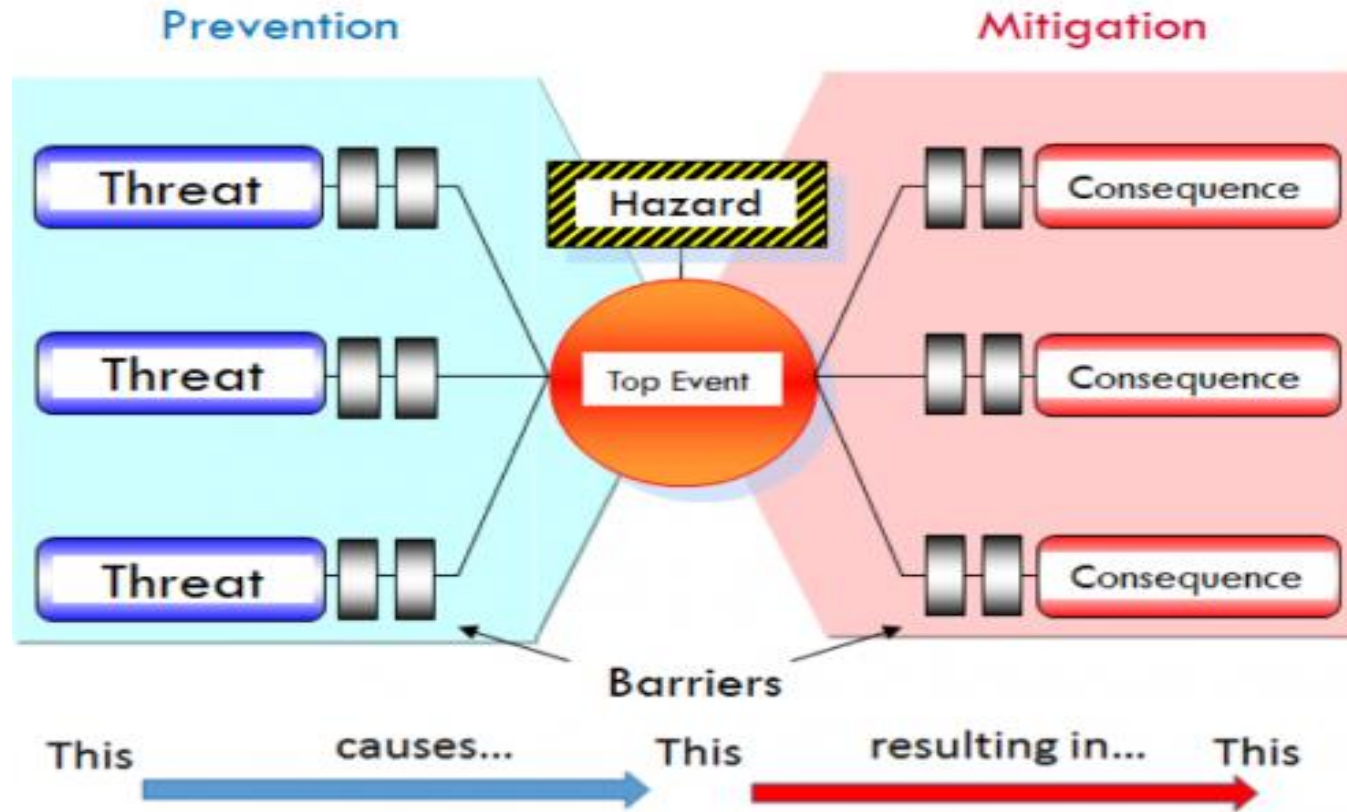 Prevention
Mitigation
Threat
Hazard
Consequence
Threat
Top Event
Consequence
Threat
Consequence
Barriers
This causes... This resulting in... This